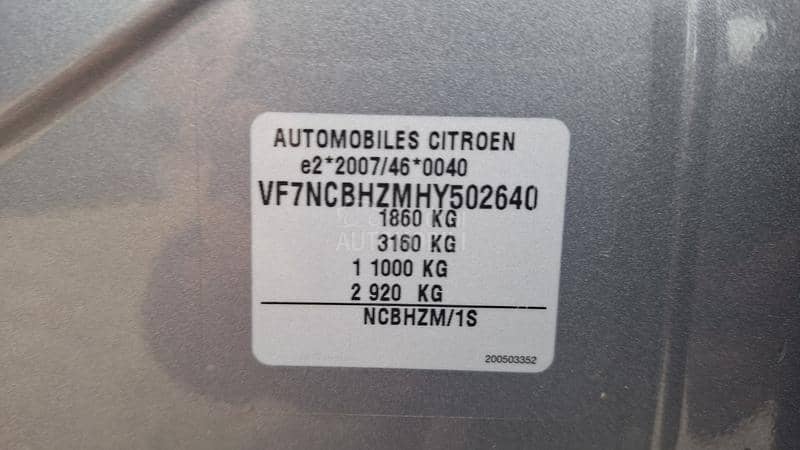 AUTOMOBILES CITROEN
e2*2007/46*0040
VF7NCBHZMHY502640
1860 KG
3160 KG
1 1000 KG
2 920 KG
NCBHZM/1S
200503352